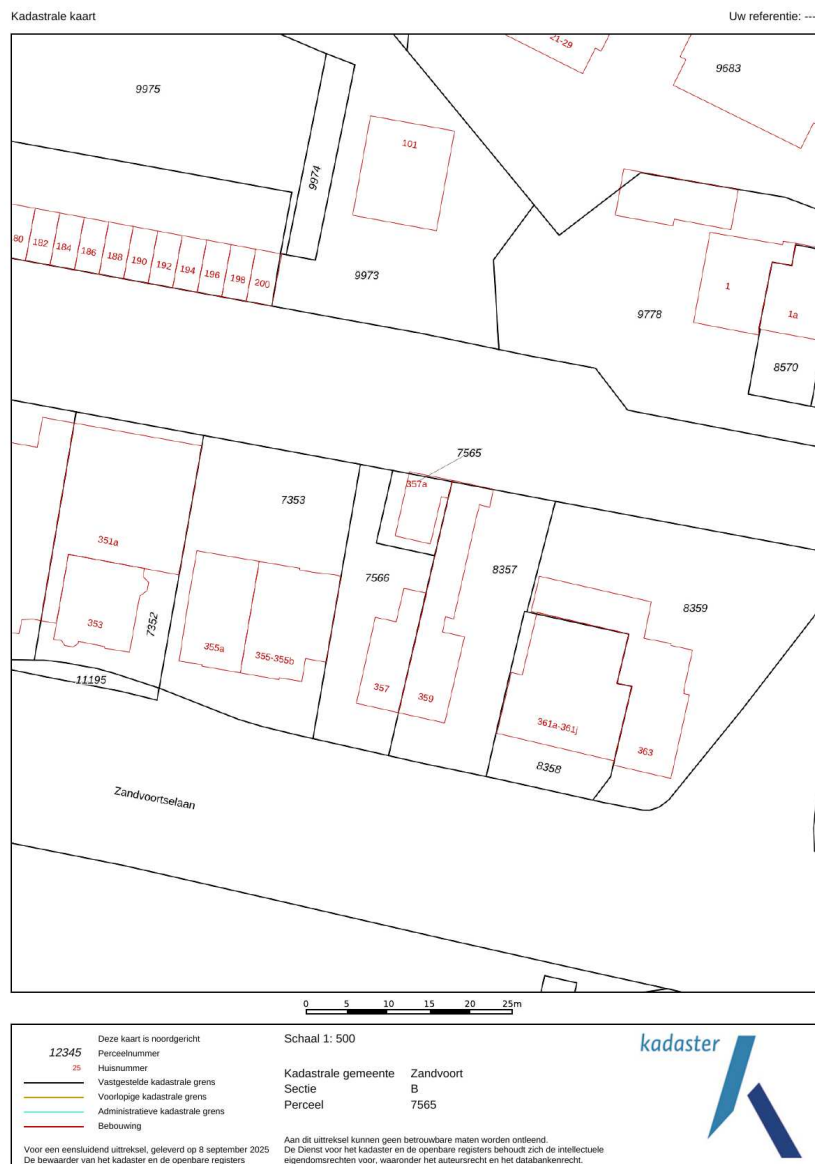 Kadastrale kaart
Uw referentie: ---
21-29
9683
9975
101
9974
80
182
184
186
188
190
192
194
196
198
200
9973
1
9778
1a
8570
7565
357a
7353
351a
7566
8357
8359
353
7352
355a
355-355b
357
359
11195
361a-361j
363
8358
Zandvoortselaan
0 5 10 15 20 25m
Deze kaart is noordgericht
12345 Perceelnummer
25 Huisnummer
Vastgestelde kadastrale grens
Voorlopige kadastrale grens
Administratieve kadastrale grens
Bebouwing
Voor een eensluidend uittreksel, geleverd op 8 september 2025
De bewaarder van het kadaster en de openbare registers
Schaal 1: 500
Kadastrale gemeente Zandvoort
Sectie B
Perceel 7565
Aan dit uittreksel kunnen geen betrouwbare maten worden ontleend.
De Dienst voor het kadaster en de openbare registers behoudt zich de intellectuele
eigendomsrechten voor, waaronder het auteursrecht en het databankenrecht.
kadaster